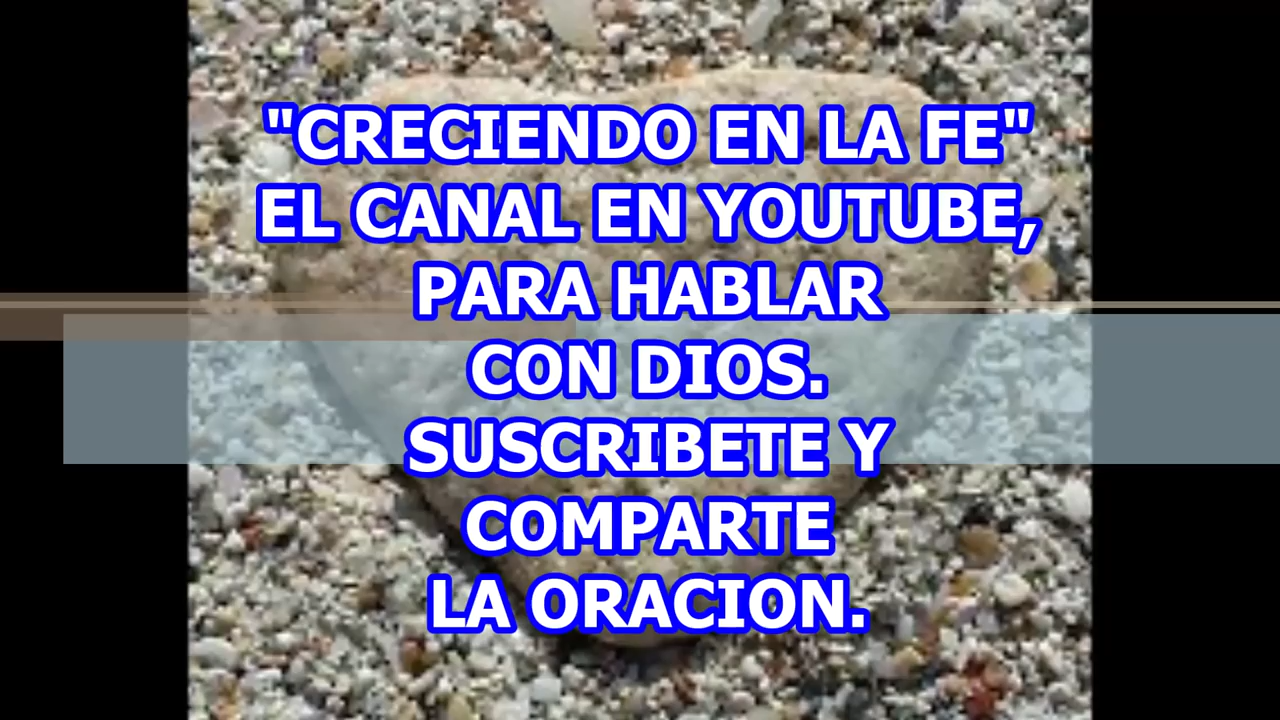 "CRECIENDO EN LA FE"
EL CANAL EN YOUTUBE,
PARA HABLAR
CON DIOS.
SUSCRIBETE Y
COMPARTE
LA ORACION.